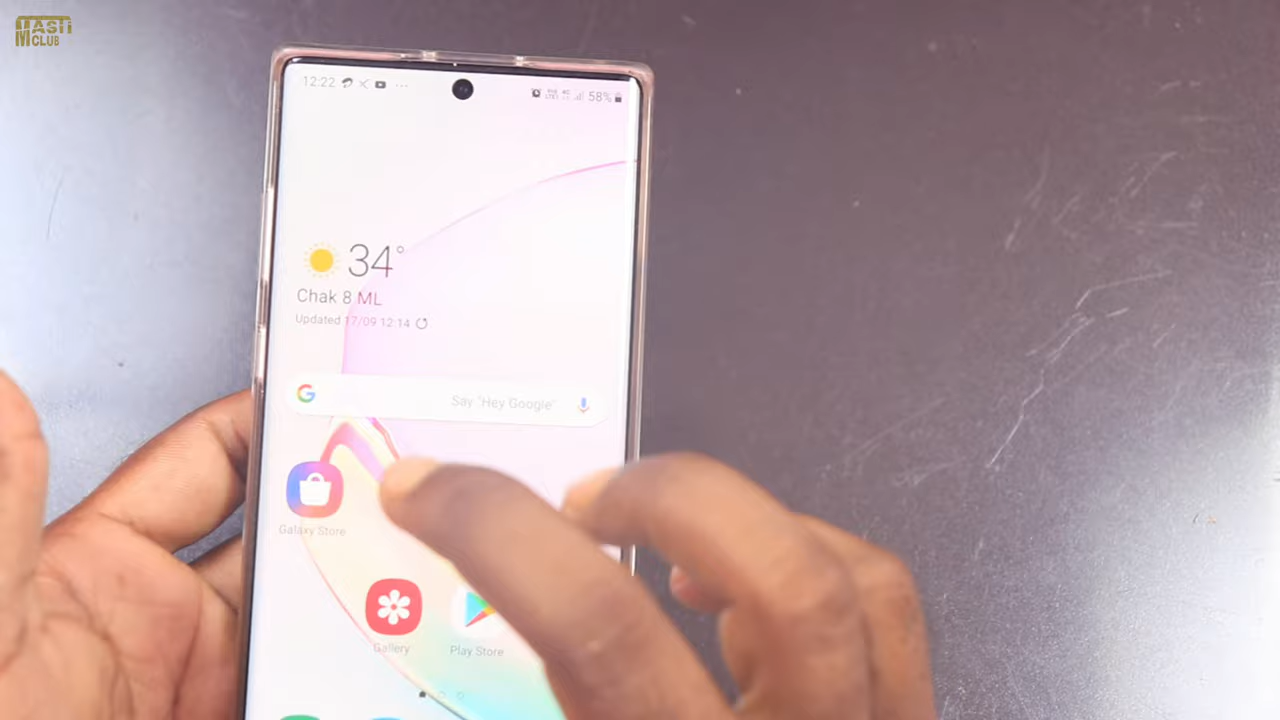 MASTI
CLUB
12:22
58%
34°
Chak 8 ML
Updated 17/09 12:14
G
Say "Hey Google"
Galaxy Store
Gallery
Play Store